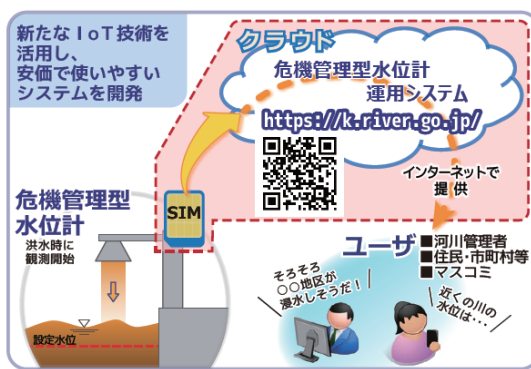 新たなIoT技術を
活用し、
安価で使いやすい
システムを開発
クラウド
危機管理型水位計
運用システム
https://k.river.go.jp/
インターネットで
提供
危機管理型
水位計
洪水時に
観測開始
SIM
設定水位
ユーザ
■河川管理者
■住民・市町村等
■マスコミ
そろそろ
○○地区が
浸水しそうだ！
近くの川の
水位は・・・